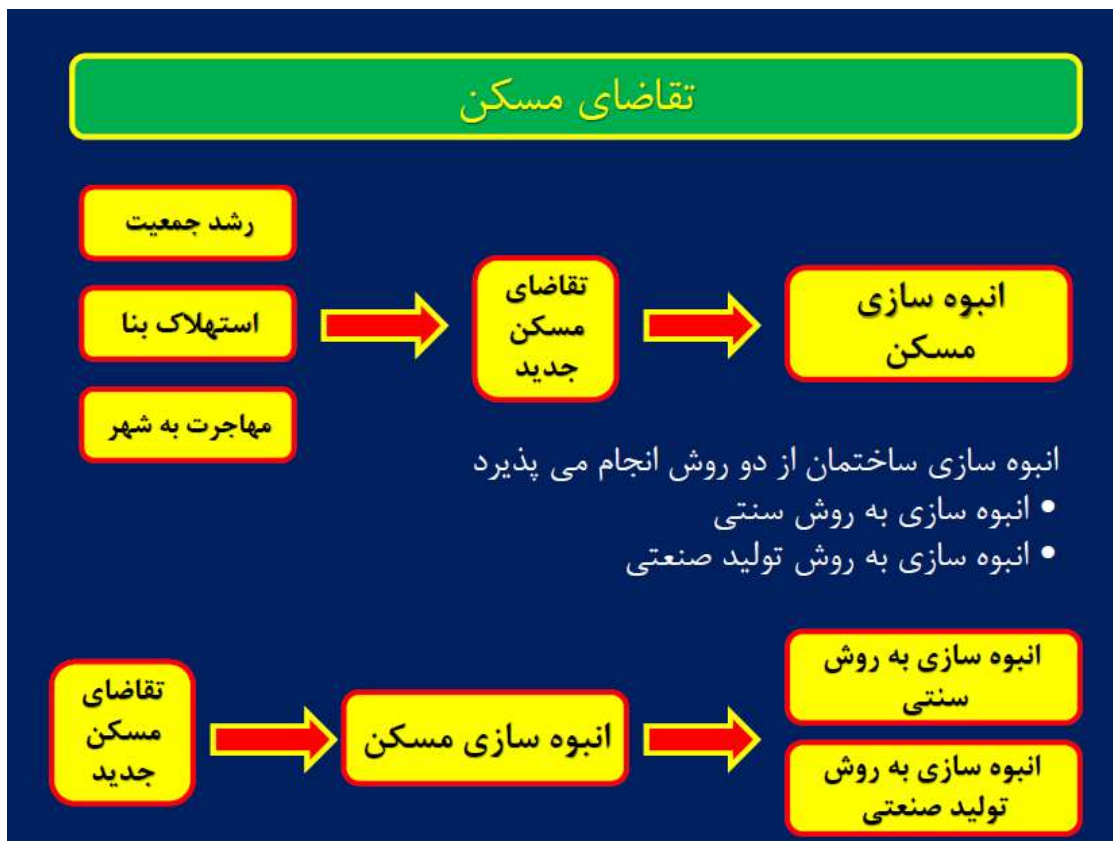 تقاضای مسکن
رشد جمعیت
استهلاک بنا
مهاجرت به شهر
تقاضای
مسکن
جدید
انبوه سازی
مسکن
انبوه سازی ساختمان از دو روش انجام می پذیرد
• انبوه سازی به روش سنتی
• انبوه سازی به روش تولید صنعتی
تقاضای
مسکن
جدید
انبوه سازی مسکن
انبوه سازی به روش
سنتی
انبوه سازی به روش
تولید صنعتی